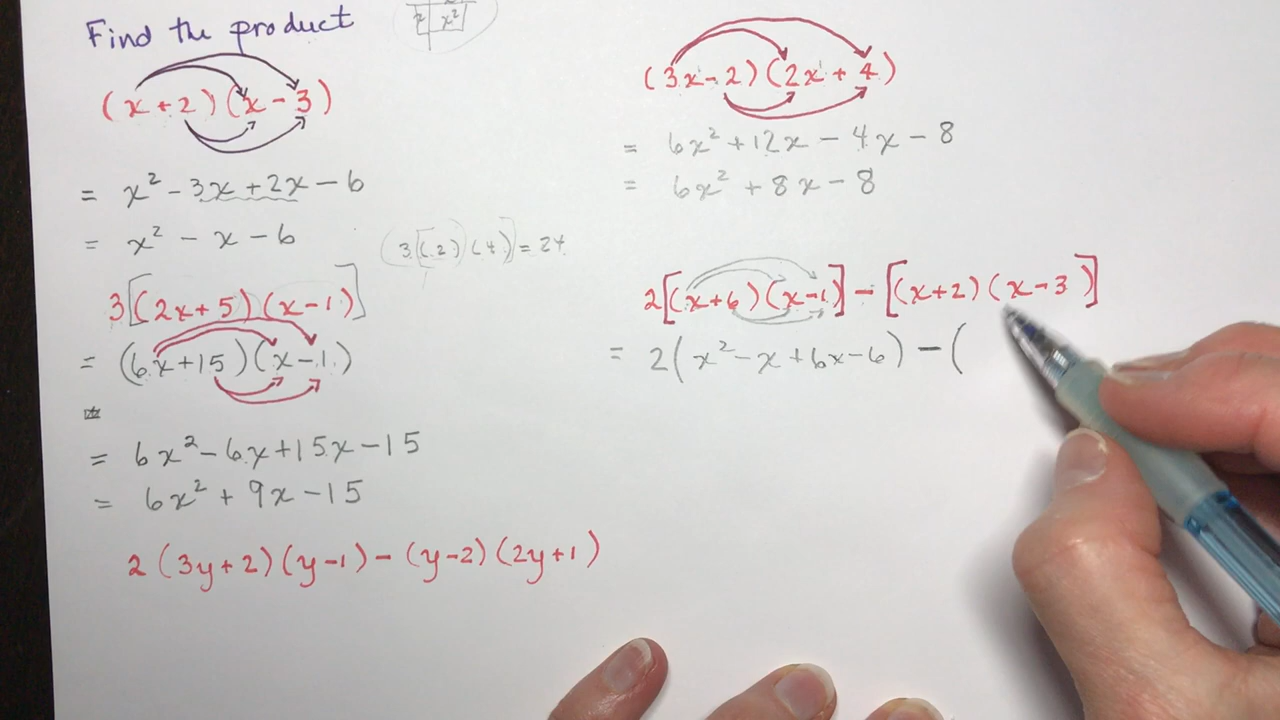 Find the product
2 | x²
(x+2)(x-3)
= x² - 3x + 2x - 6
= x² - x - 6
(3[(2)(4)] = 24
3[(2x+5)(x-1)]
= (6x+15)(x-1)
= 6x² - 6x + 15x - 15
= 6x² + 9x - 15
2(3y+2)(y-1) - (y-2)(2y+1)
(3x-2)(2x+4)
= 6x² + 12x - 4x - 8
= 6x² + 8x - 8
2[(x+6)(x-1)] - [(x+2)(x-3)]
= 2(x² - x + 6x - 6) - (